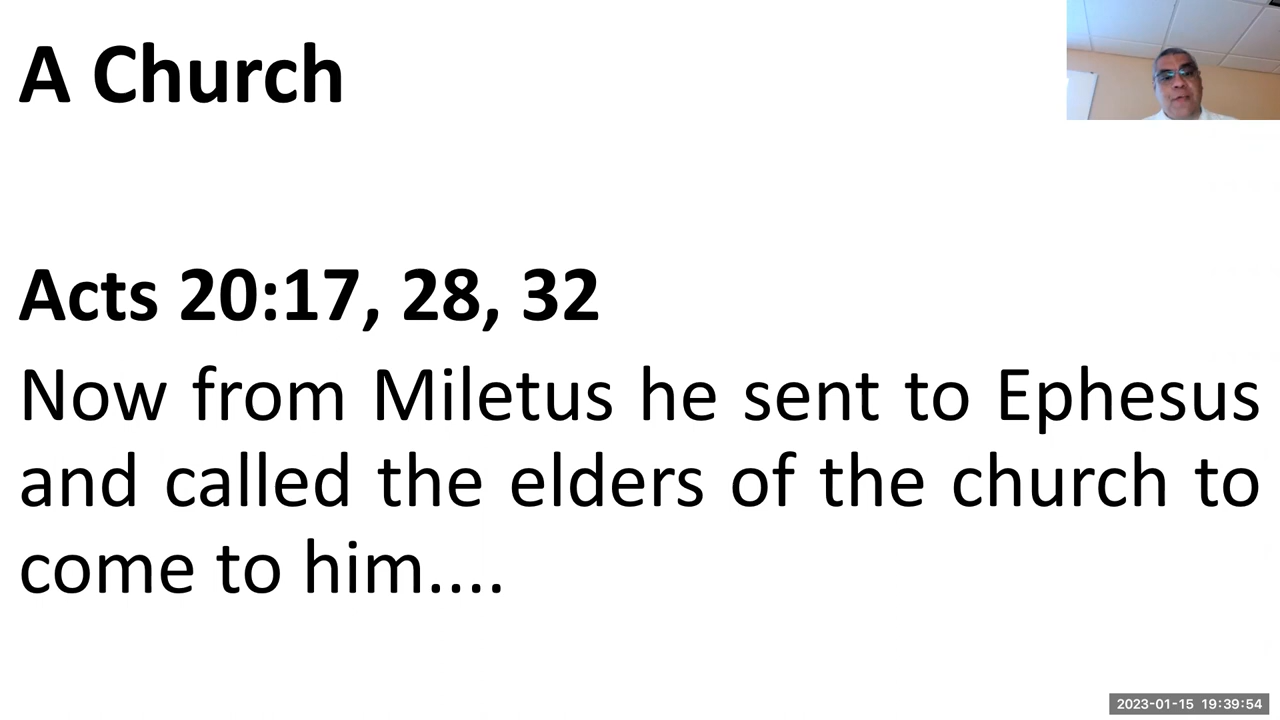 A Church
Acts 20:17, 28, 32
Now from Miletus he sent to Ephesus
and called the elders of the church to
come to him....
2023-01-15 19:39:54